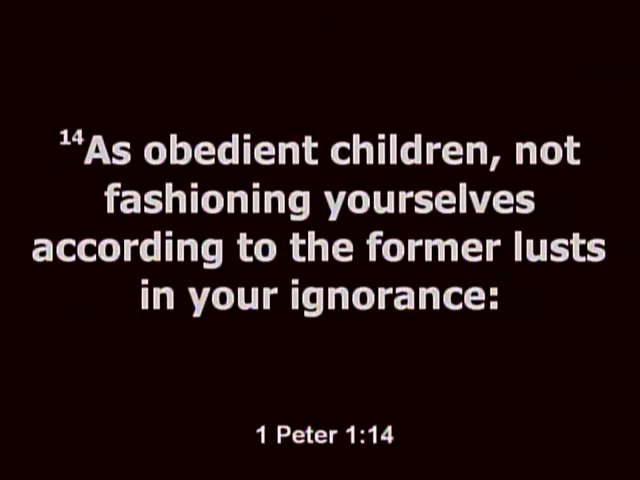 14As obedient children, not
fashioning yourselves
according to the former lusts
in your ignorance:
1 Peter 1:14